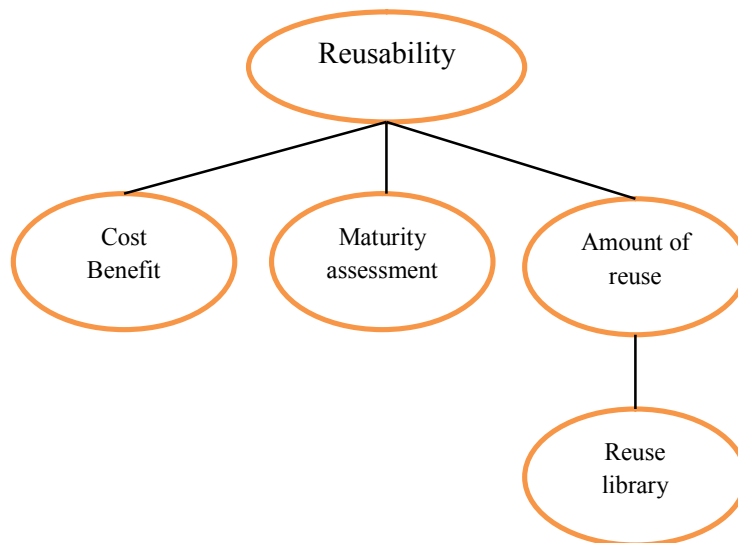 Reusability
Cost
Benefit
Maturity
assessment
Amount of
reuse
Reuse
library